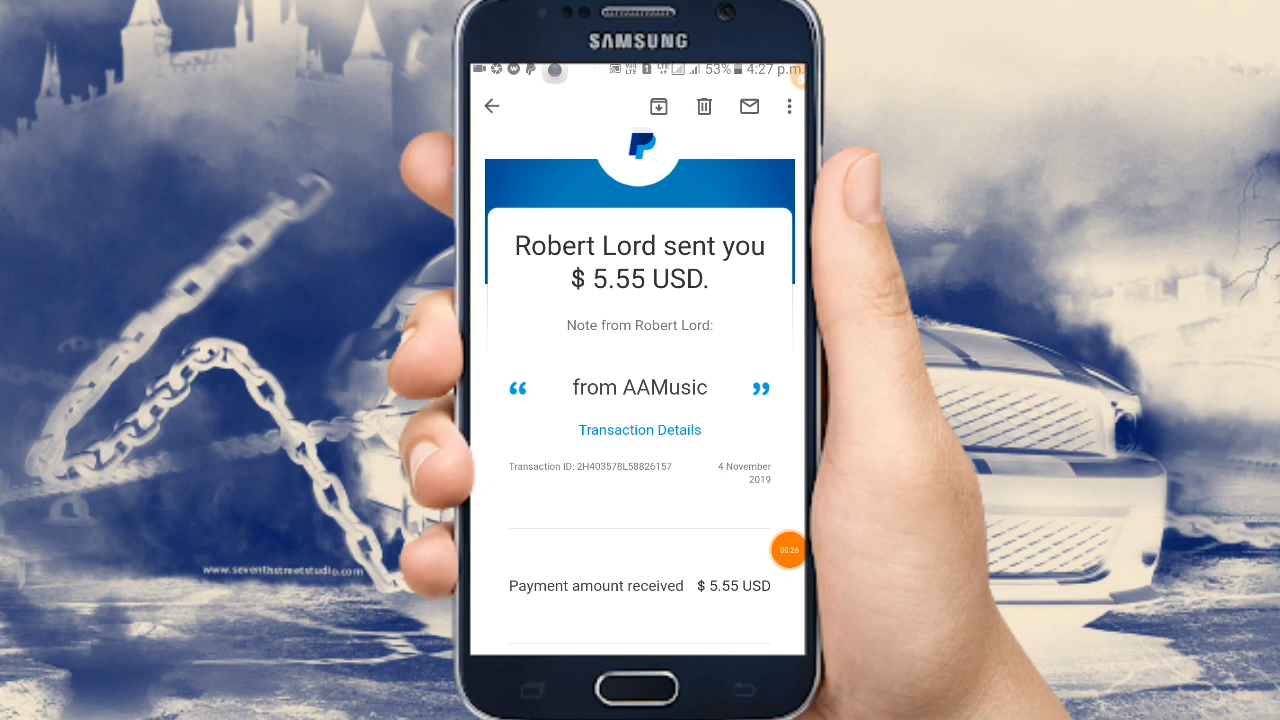 SAMSUNG
53% 4:27 p.m.
Robert Lord sent you
$ 5.55 USD.
Note from Robert Lord:
“ from AAMusic ”
Transaction Details
Transaction ID: 2H403578L58826157 4 November
2019
00:26
Payment amount received $ 5.55 USD
www.seventhstreetstudio.com